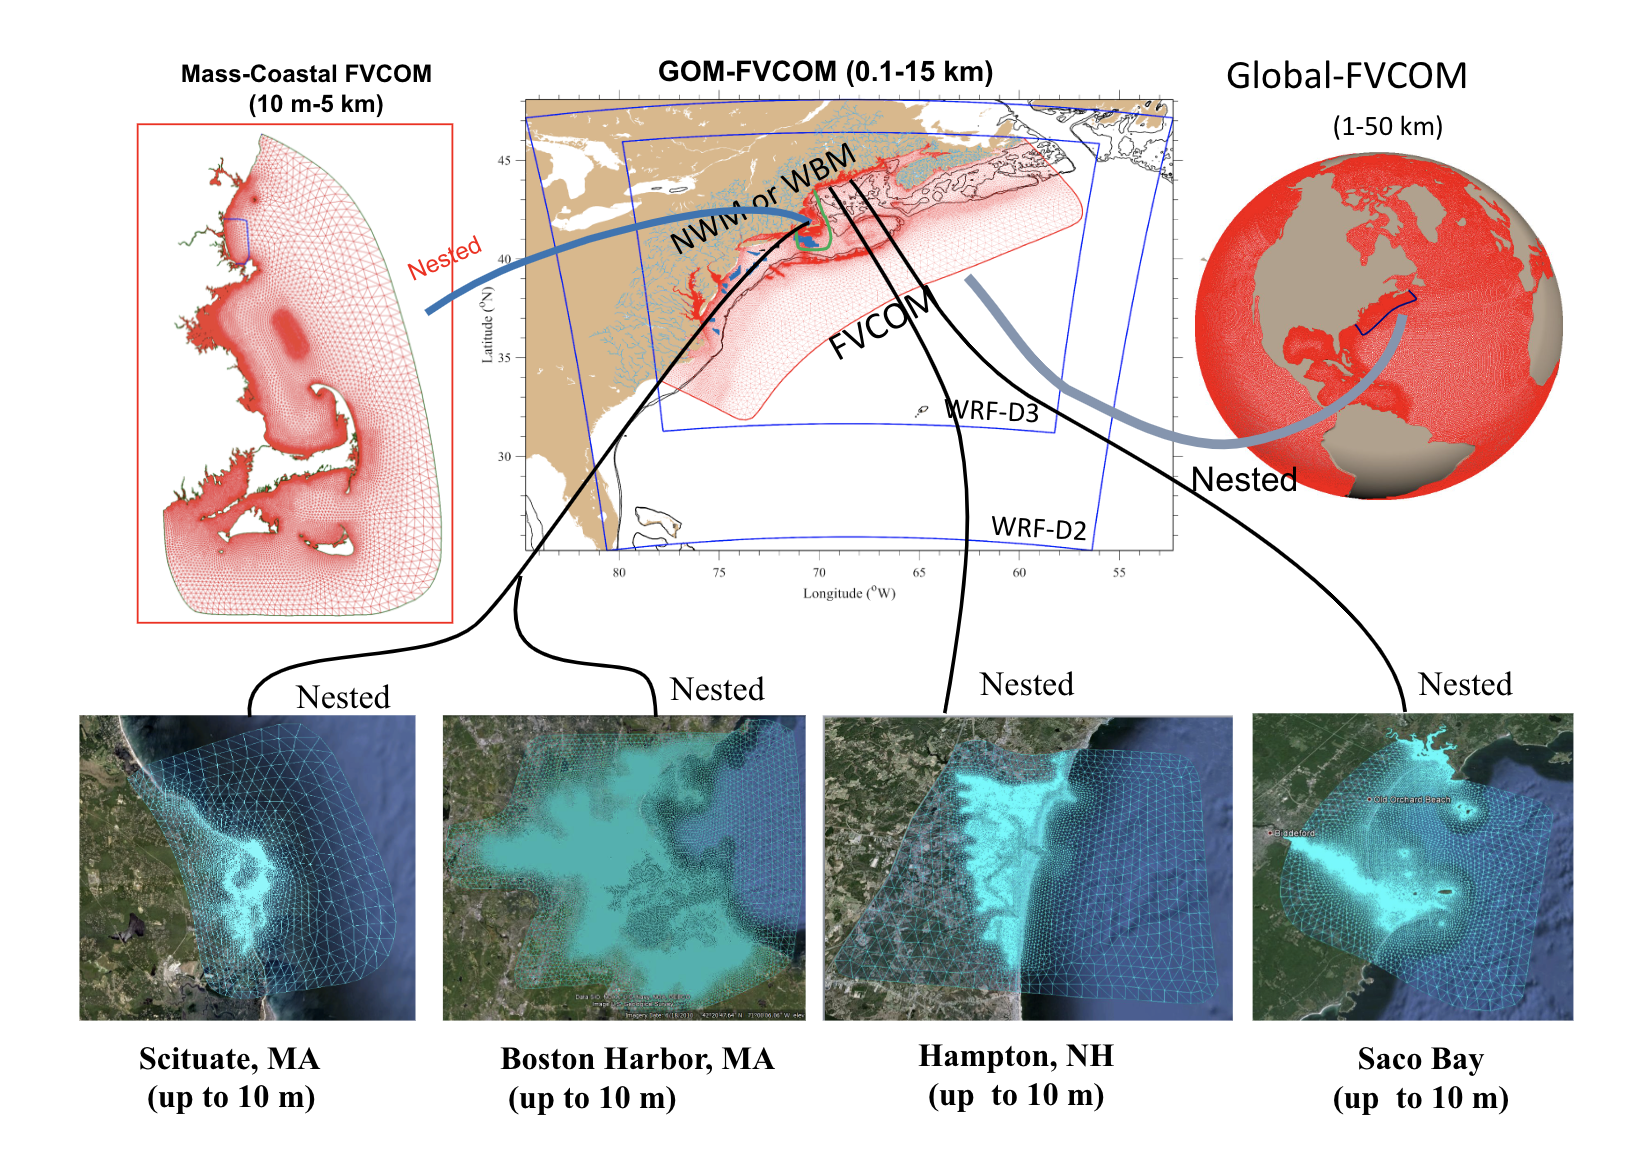 Mass-Coastal FVCOM
(10 m-5 km)
GOM-FVCOM (0.1-15 km)
Global-FVCOM
(1-50 km)
45
40
35
30
Latitude (°N)
80
75
70
65
60
55
Longitude (°W)
NWM or WBM
FVCOM
WRF-D3
WRF-D2
Nested
Nested
Nested
Nested
Nested
Nested
Old Orchard Beach
Biddeford
Scituate, MA
(up to 10 m)
Boston Harbor, MA
(up to 10 m)
Hampton, NH
(up to 10 m)
Saco Bay
(up to 10 m)